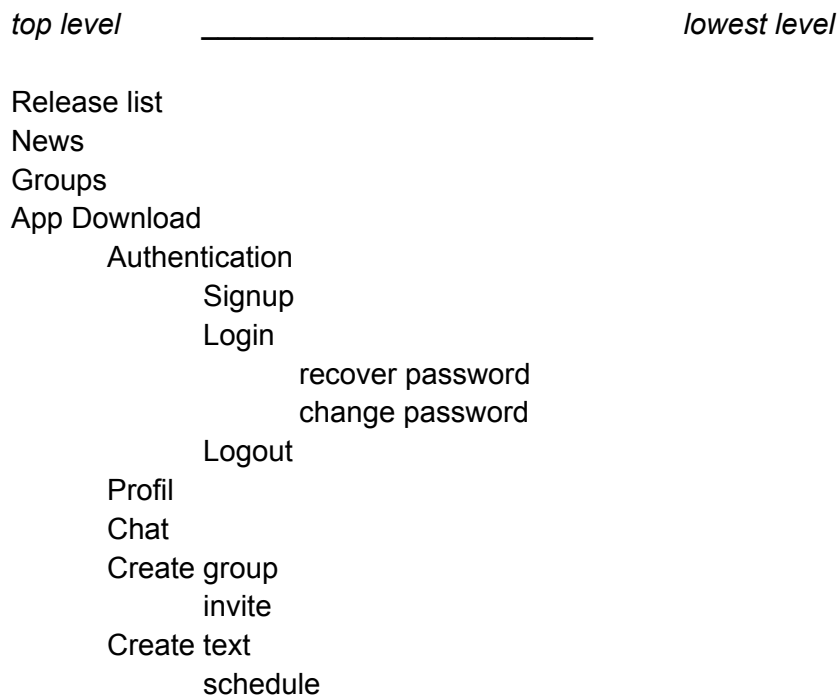 top level lowest level
Release list
News
Groups
App Download
Authentication
Signup
Login
recover password
change password
Logout
Profil
Chat
Create group
invite
Create text
schedule